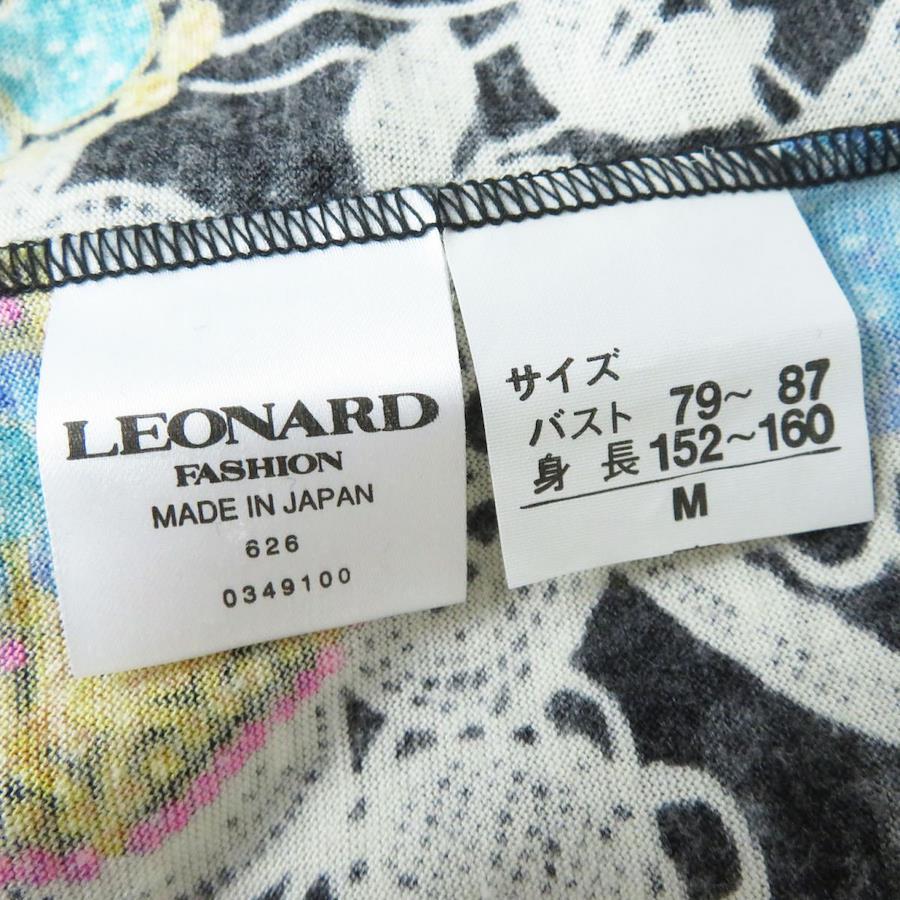 LEONARD
FASHION
MADE IN JAPAN
626
0349100
サイズ
バスト 79～ 87
身 長 152～160
M